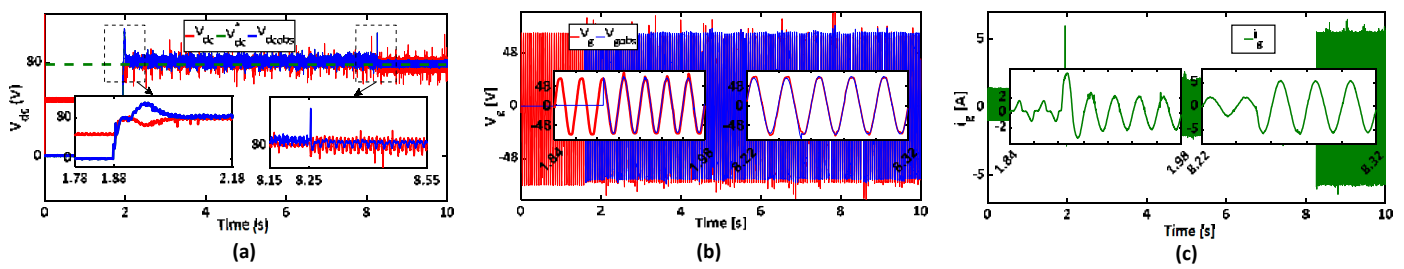 V_dc V*_dc V_dcobs
V_dc (V)
80
0
80
0
1.78 1.88 2.18
80
8.15 8.25 8.55
0 2 4 6 8 10
Time (s)
(a)
V_g V_gobs
V_g [V]
48
0
-48
48
-48
48
-48
1.84 1.98 8.22 8.32
0 2 4 6 8 10
Time [s]
(b)
i_g
i_g [A]
5
0
-5
2
0
-2
5
0
-5
1.84 1.98 8.22 8.32
0 2 4 6 8 10
Time [s]
(c)